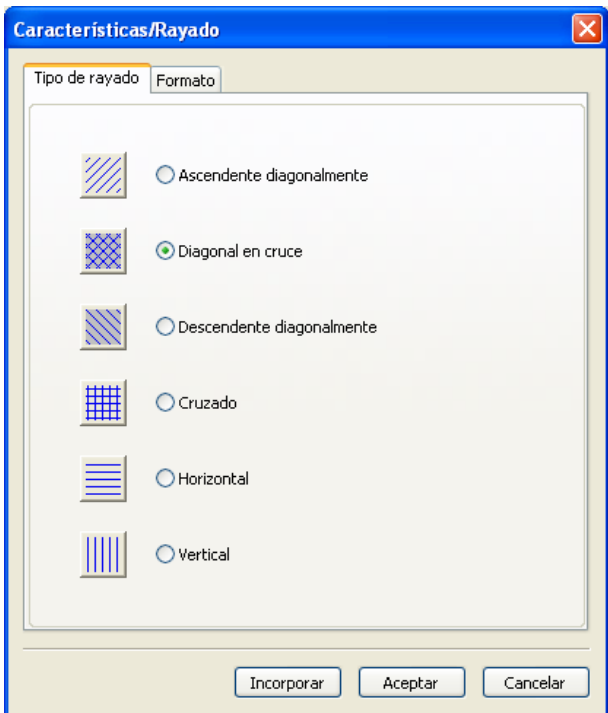 Características/Rayado
Tipo de rayado
Formato
Ascendente diagonalmente
Diagonal en cruce
Descendente diagonalmente
Cruzado
Horizontal
Vertical
Incorporar
Aceptar
Cancelar